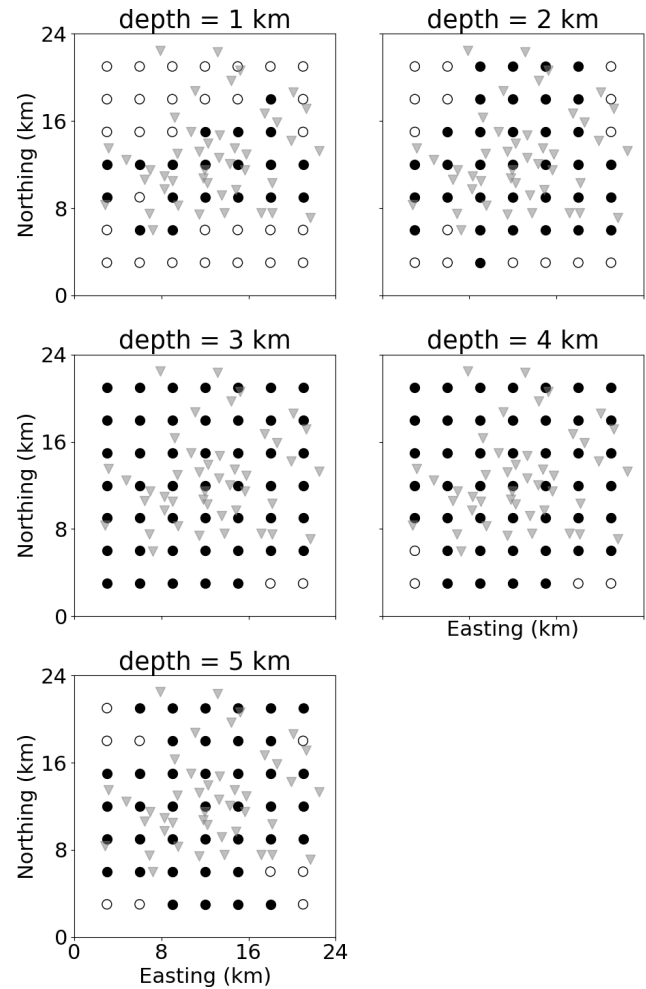 depth = 1 km
depth = 2 km
24
16
8
0
Northing (km)
depth = 3 km
depth = 4 km
24
16
8
0
Northing (km)
Easting (km)
depth = 5 km
24
16
8
0
Northing (km)
0 8 16 24
Easting (km)